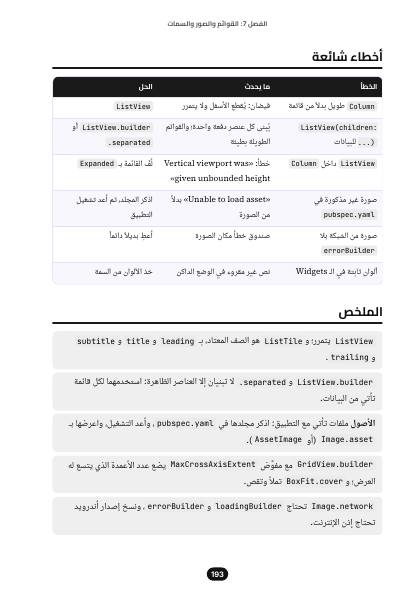 الفصل 7: القوائم والصور والسمات
أخطاء شائعة
الخطأ ما يحدث الحل
Column طويل بدلاً من قائمة فيضان: يُقطع الأسفل ولا يتمرر ListView
ListView(children: يُبنى كل عنصر دفعة واحدة؛ والقوائم ListView.builder أو
...) للبيانات الطويلة بطيئة .separated
ListView داخل Column خطأ: «Vertical viewport was لُف القائمة بـ Expanded
given unbounded height»
صورة غير مذكورة في «Unable to load asset» بدلاً اذكر المجلد، ثم أعد تشغيل
pubspec.yaml من الصورة التطبيق
صورة من الشبكة بلا صندوق خطأ مكان الصورة أعطِ بديلاً دائماً
errorBuilder
ألوان ثابتة في الـ Widgets نص غير مقروء في الوضع الداكن خذ الألوان من السمة
الملخص
ListView يتمرر؛ و ListTile هو الصف المعتاد، بـ leading و title و subtitle
و trailing .
ListView.builder و .separated لا تبنيان إلا العناصر الظاهرة: استخدمهما لكل قائمة
تأتي من البيانات.
الأصول ملفات تأتي مع التطبيق: اذكر مجلدها في pubspec.yaml ، وأعد التشغيل، واعرضها بـ
Image.asset (أو AssetImage ).
GridView.builder مع مفوَّض MaxCrossAxisExtent يضع عدد الأعمدة الذي يتسع له
العرض؛ و BoxFit.cover تملأ وتقص.
Image.network تحتاج loadingBuilder و errorBuilder ، ونسخ إصدار أندرويد
تحتاج إذن الإنترنت.
193